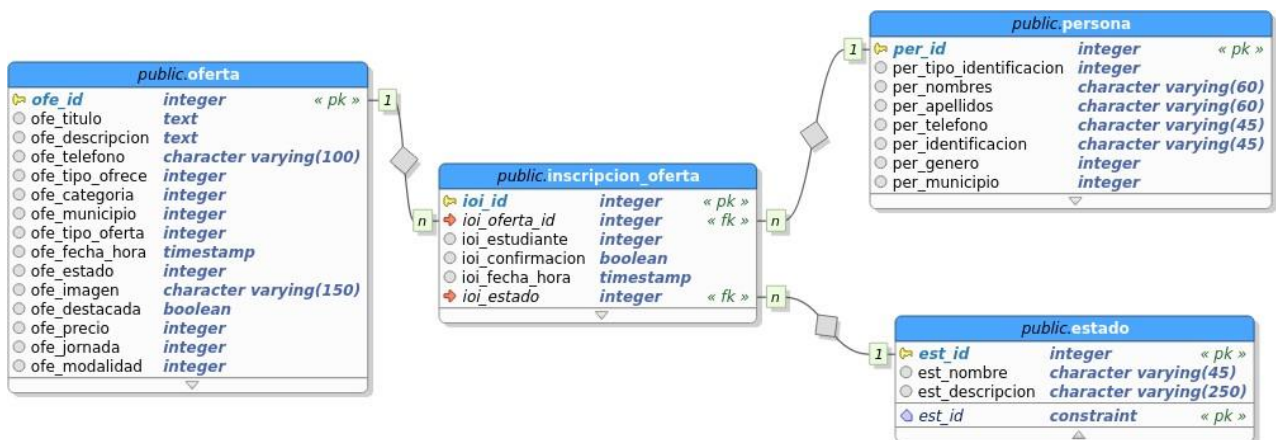 public.oferta
ofe_id integer « pk »
ofe_titulo text
ofe_descripcion text
ofe_telefono character varying(100)
ofe_tipo_ofrece integer
ofe_categoria integer
ofe_municipio integer
ofe_tipo_oferta integer
ofe_fecha_hora timestamp
ofe_estado integer
ofe_imagen character varying(150)
ofe_destacada boolean
ofe_precio integer
ofe_jornada integer
ofe_modalidad integer
1
n
public.inscripcion_oferta
ioi_id integer « pk »
ioi_oferta_id integer « fk »
ioi_estudiante integer
ioi_confirmacion boolean
ioi_fecha_hora timestamp
ioi_estado integer « fk »
n
1
public.persona
per_id integer « pk »
per_tipo_identificacion integer
per_nombres character varying(60)
per_apellidos character varying(60)
per_telefono character varying(45)
per_identificacion character varying(45)
per_genero integer
per_municipio integer
n
1
public.estado
est_id integer « pk »
est_nombre character varying(45)
est_descripcion character varying(250)
est_id constraint « pk »